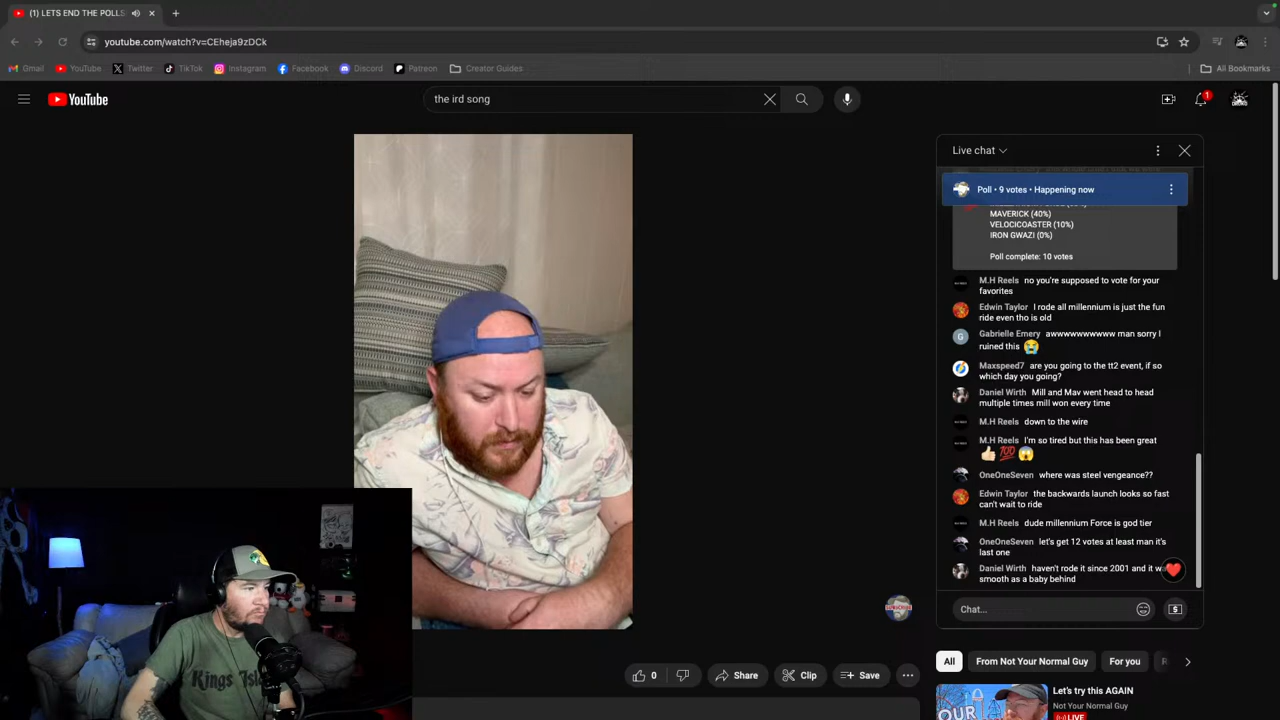 (1) LETS END THE POLLS
youtube.com/watch?v=CEheja9zDCk
Gmail YouTube Twitter TikTok Instagram Facebook Discord Patreon Creator Guides All Bookmarks
YouTube
the ird song
1
Live chat
Poll • 9 votes • Happening now
MAVERICK (40%)
VELOCICOASTER (10%)
IRON GWAZI (0%)
Poll complete: 10 votes
M.H Reels no you're supposed to vote for your
favorites
Edwin Taylor I rode all millennium is just the fun
ride even tho is old
Gabrielle Emery awwwwwwwwww man sorry I
ruined this 😭
Maxspeed7 are you going to the tt2 event, if so
which day you going?
Daniel Wirth Mill and Mav went head to head
multiple times mill won every time
M.H Reels down to the wire
M.H Reels I'm so tired but this has been great
👍🏻 💯 😱
OneOneSeven where was steel vengeance??
Edwin Taylor the backwards launch looks so fast
can't wait to ride
M.H Reels dude millennium Force is god tier
OneOneSeven let's get 12 votes at least man it's
last one
Daniel Wirth haven't rode it since 2001 and it
smooth as a baby behind
Chat...
SUBSCRIBE
0 Share Clip Save
All From Not Your Normal Guy For you
Let's try this AGAIN
Not Your Normal Guy
LIVE
OUR
Kings Isl